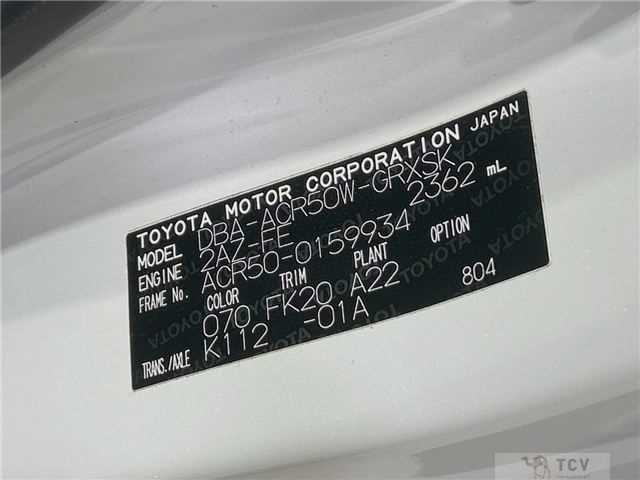 TOYOTA MOTOR CORPORATION JAPAN
MODEL DBA-ACR50W-GRXSK
ENGINE 2AZ-FE 2362 mL
FRAME No. ACR50-0159934
COLOR TRIM PLANT OPTION
070 FK20 A22 804
TRANS./AXLE K112 -01A
TCV